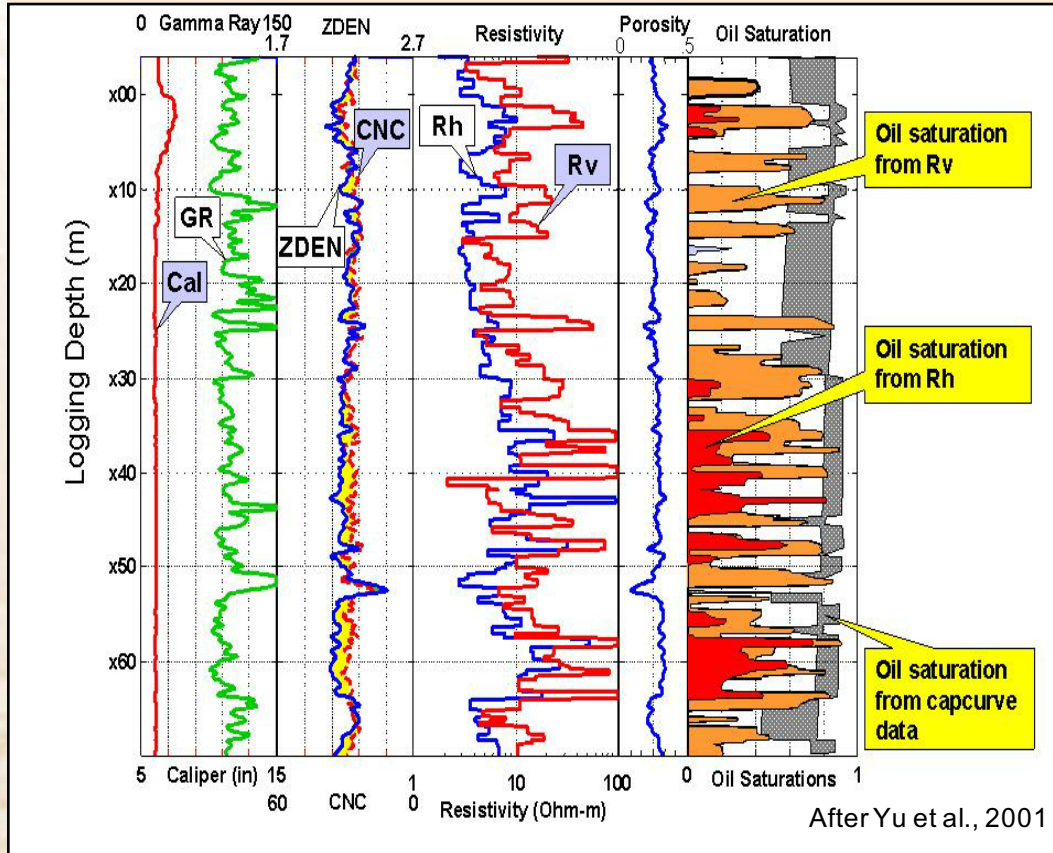 0 Gamma Ray 150
1.7 ZDEN 2.7
Resistivity
Porosity
0 .5
Oil Saturation
Logging Depth (m)
x00
x10
x20
x30
x40
x50
x60
GR
Cal
CNC
ZDEN
Rh
Rv
Oil saturation
from Rv
Oil saturation
from Rh
Oil saturation
from capcurve
data
5 Caliper (in) 15
60 CNC 0
1 10 100
Resistivity (Ohm-m)
0 Oil Saturations 1
After Yu et al., 2001